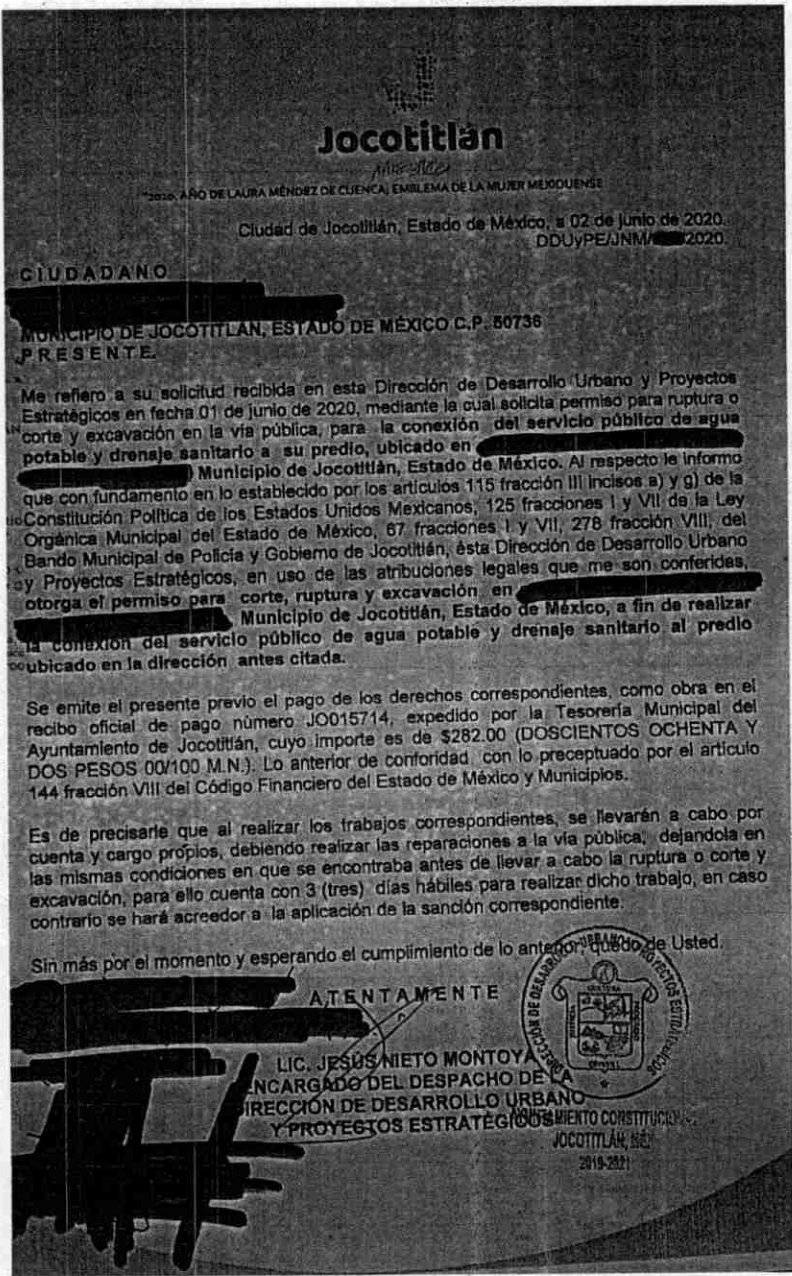 Jocotitlán
"2020. AÑO DE LAURA MÉNDEZ DE CUENCA; EMBLEMA DE LA MUJER MEXIQUENSE
Ciudad de Jocotitlán, Estado de México, a 02 de junio de 2020.
DDUyPE/JNM/ 2020.
CIUDADANO
MUNICIPIO DE JOCOTITLAN, ESTADO DE MÉXICO C.P. 50736
PRESENTE.
Me refiero a su solicitud recibida en esta Dirección de Desarrollo Urbano y Proyectos
Estratégicos en fecha 01 de junio de 2020, mediante la cual solicita permiso para ruptura o
corte y excavación en la vía pública, para la conexión del servicio público de agua
potable y drenaje sanitario a su predio, ubicado en
) Municipio de Jocotitlán, Estado de México. Al respecto le informo
que con fundamento en lo establecido por los artículos 115 fracción III incisos a) y g) de la
Constitución Política de los Estados Unidos Mexicanos; 125 fracciones I y VII de la Ley
Orgánica Municipal del Estado de México, 67 fracciones I y VII, 278 fracción VIII, del
Bando Municipal de Policía y Gobierno de Jocotitlán, ésta Dirección de Desarrollo Urbano
y Proyectos Estratégicos, en uso de las atribuciones legales que me son conferidas,
otorga el permiso para corte, ruptura y excavación en
Municipio de Jocotitlán, Estado de México, a fin de realizar
la conexión del servicio público de agua potable y drenaje sanitario al predio
ubicado en la dirección antes citada.
Se emite el presente previo el pago de los derechos correspondientes, como obra en el
recibo oficial de pago número JO015714, expedido por la Tesorería Municipal del
Ayuntamiento de Jocotitlán, cuyo importe es de $282.00 (DOSCIENTOS OCHENTA Y
DOS PESOS 00/100 M.N.). Lo anterior de conforidad con lo preceptuado por el artículo
144 fracción VIII del Código Financiero del Estado de México y Municipios.
Es de precisarle que al realizar los trabajos correspondientes, se llevarán a cabo por
cuenta y cargo propios, debiendo realizar las reparaciones a la vía pública, dejandola en
las mismas condiciones en que se encontraba antes de llevar a cabo la ruptura o corte y
excavación, para ello cuenta con 3 (tres) días hábiles para realizar dicho trabajo, en caso
contrario se hará acreedor a la aplicación de la sanción correspondiente.
Sin más por el momento y esperando el cumplimiento de lo anterior, quedo de Usted.
ATENTAMENTE
LIC. JESÚS NIETO MONTOYA
ENCARGADO DEL DESPACHO DE LA
DIRECCIÓN DE DESARROLLO URBANO
Y PROYECTOS ESTRATÉGICOS
DIRECCIÓN DE DESARROLLO URBANO Y PROYECTOS ESTRATÉGICOS
AYUNTAMIENTO CONSTITUCIONAL
JOCOTITLÁN, MÉX
2019-2021